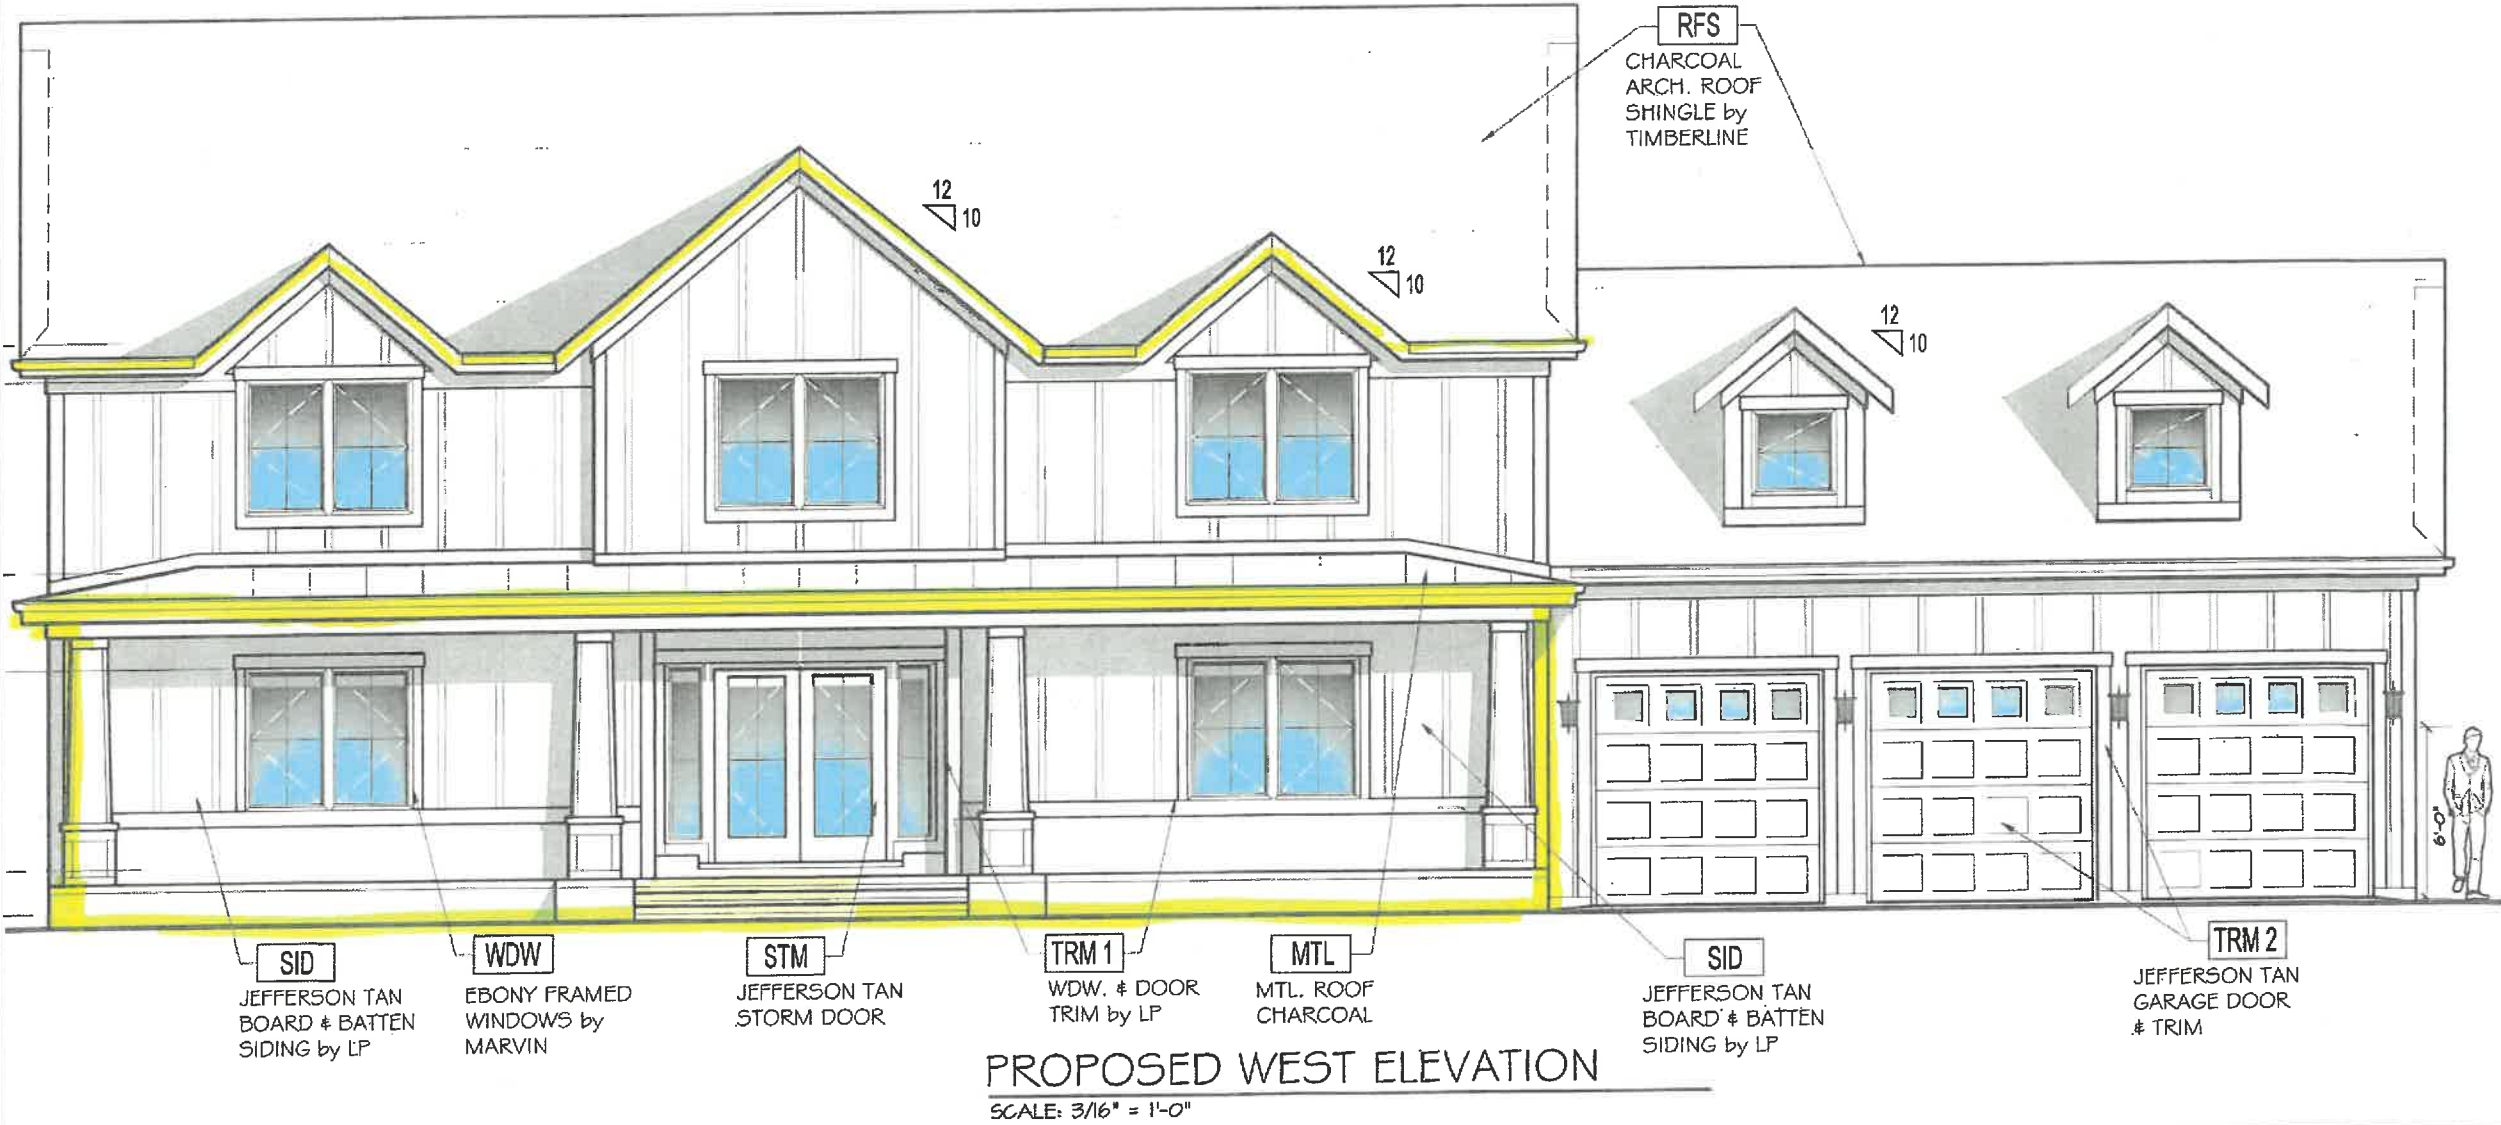 RFS
CHARCOAL
ARCH. ROOF
SHINGLE by
TIMBERLINE
12
10
12
10
12
10
6'-0"
SID
JEFFERSON TAN
BOARD & BATTEN
SIDING by LP
WDW
EBONY FRAMED
WINDOWS by
MARVIN
STM
JEFFERSON TAN
STORM DOOR
TRM 1
WDW. & DOOR
TRIM by LP
MTL
MTL. ROOF
CHARCOAL
SID
JEFFERSON TAN
BOARD & BATTEN
SIDING by LP
TRM 2
JEFFERSON TAN
GARAGE DOOR
& TRIM
PROPOSED WEST ELEVATION
SCALE: 3/16" = 1'-0"